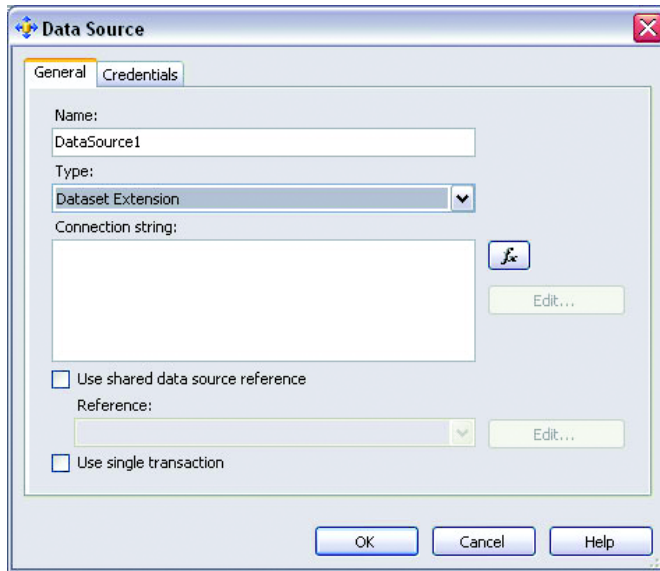 Data Source
General Credentials
Name:
DataSource1
Type:
Dataset Extension
Connection string:
fx
Edit...
Use shared data source reference
Reference:
Edit...
Use single transaction
OK Cancel Help